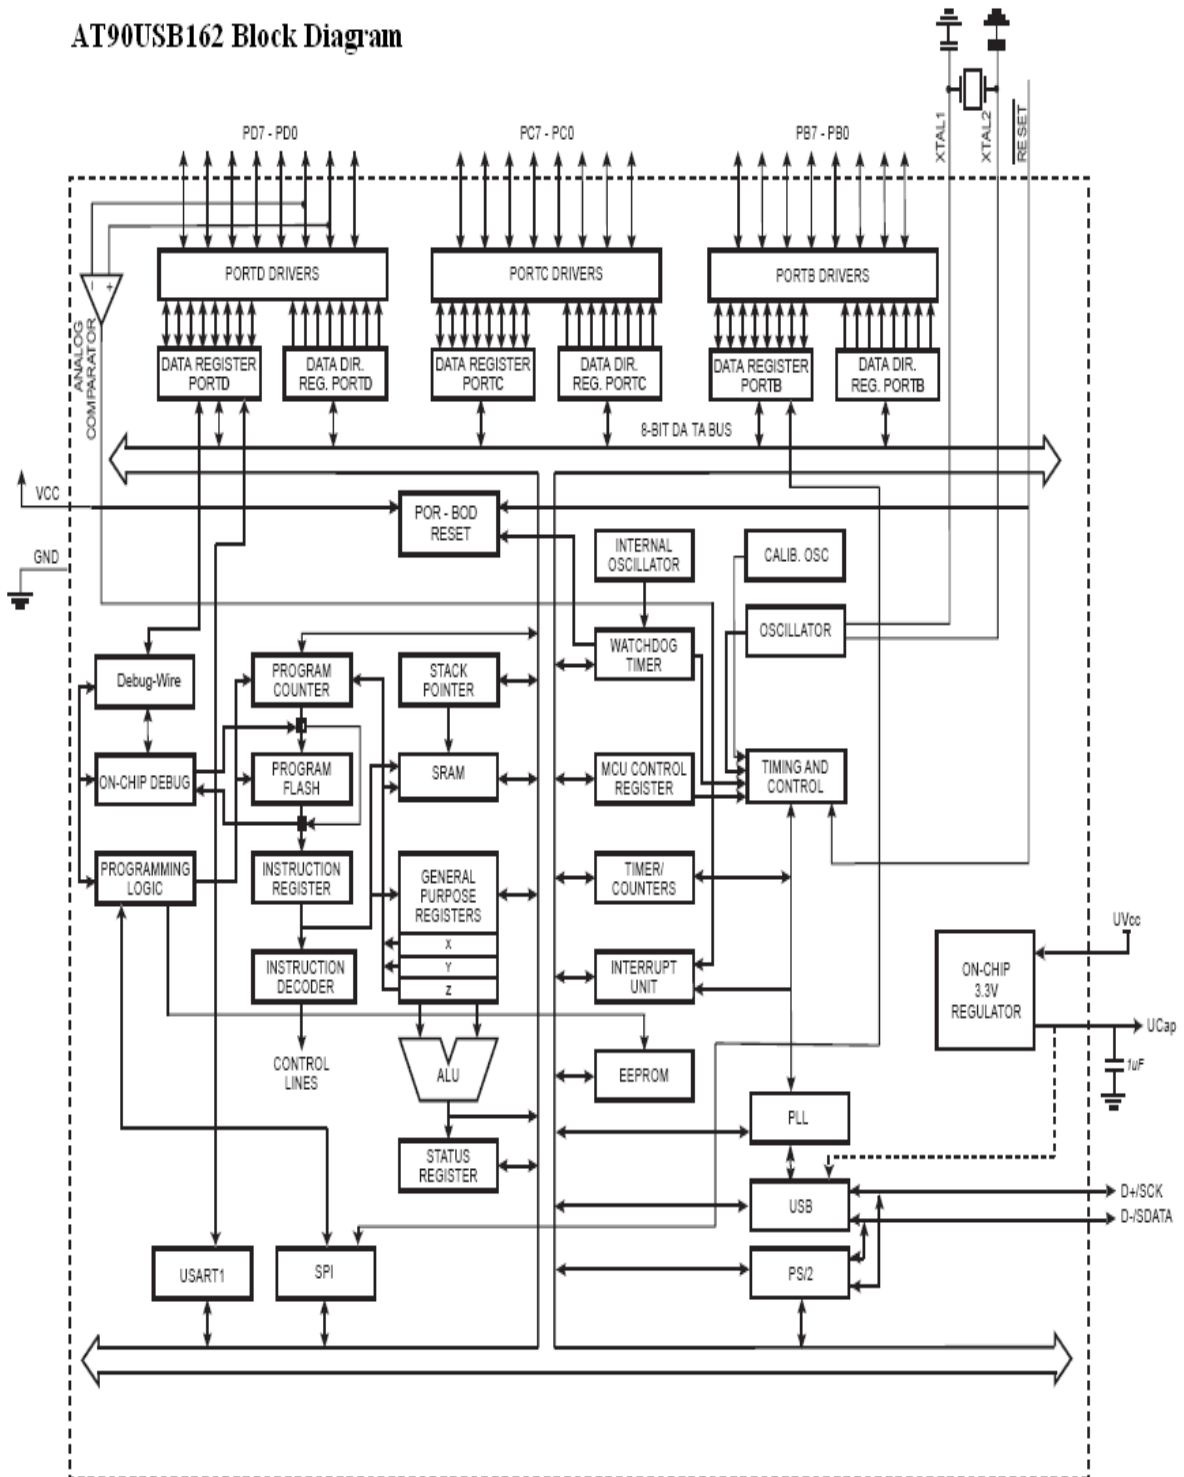 AT90USB162 Block Diagram
XTAL1
XTAL2
RESET
PD7 - PD0
PC7 - PC0
PB7 - PB0
PORTD DRIVERS
PORTC DRIVERS
PORTB DRIVERS
- +
ANALOG
COMPARATOR
DATA REGISTER
PORTD
DATA DIR.
REG. PORTD
DATA REGISTER
PORTC
DATA DIR.
REG. PORTC
DATA REGISTER
PORTB
DATA DIR.
REG. PORTB
8-BIT DA TA BUS
VCC
POR - BOD
RESET
GND
INTERNAL
OSCILLATOR
CALIB. OSC
OSCILLATOR
WATCHDOG
TIMER
Debug-Wire
PROGRAM
COUNTER
STACK
POINTER
ON-CHIP DEBUG
PROGRAM
FLASH
SRAM
MCU CONTROL
REGISTER
TIMING AND
CONTROL
PROGRAMMING
LOGIC
INSTRUCTION
REGISTER
GENERAL
PURPOSE
REGISTERS
X
Y
Z
TIMER/
COUNTERS
INSTRUCTION
DECODER
INTERRUPT
UNIT
UVcc
ON-CHIP
3.3V
REGULATOR
UCap
1uF
CONTROL
LINES
ALU
EEPROM
PLL
STATUS
REGISTER
USB
D+/SCK
D-/SDATA
USART1
SPI
PS/2